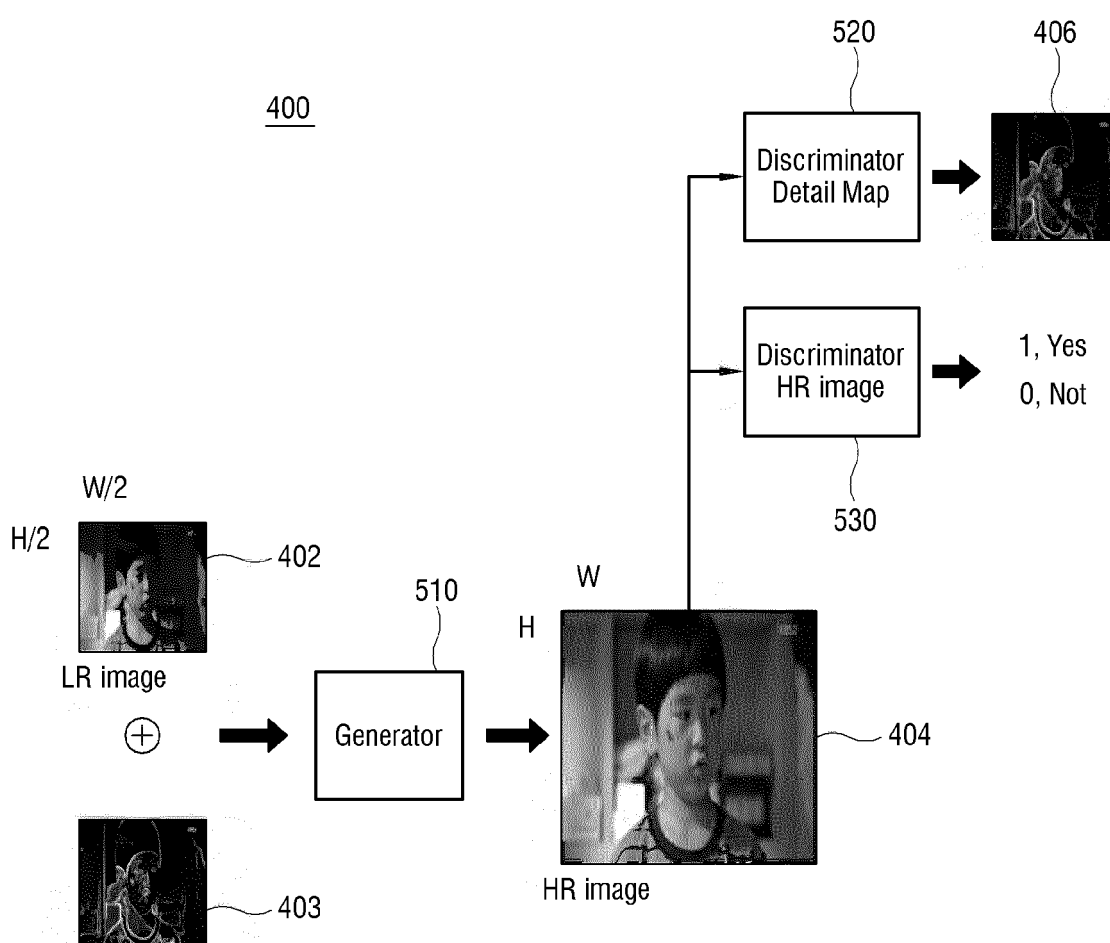 520
406
400
Discriminator
Detail Map
Discriminator
HR image
1, Yes
0, Not
530
W/2
H/2
402
LR image
510
W
H
Generator
404
HR image
403